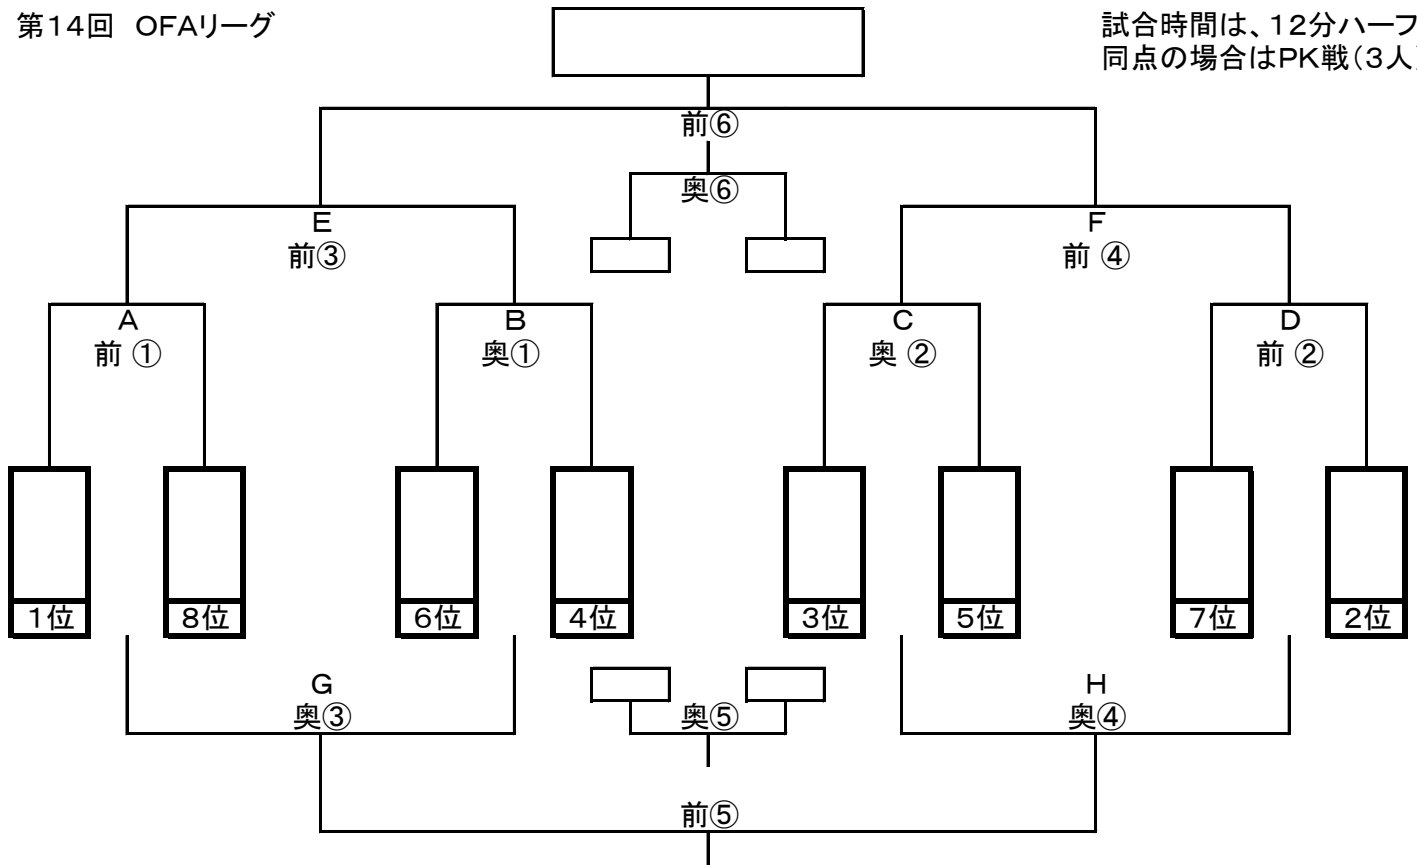 第14回 OFAリーグ
試合時間は、12分ハーフ
同点の場合はPK戦(3人)
前⑥
奥⑥
E
前③
F
前 ④
A
前 ①
B
奥①
C
奥 ②
D
前 ②
1位 8位 6位 4位 3位 5位 7位 2位
G
奥③
奥⑤
H
奥④
前⑤